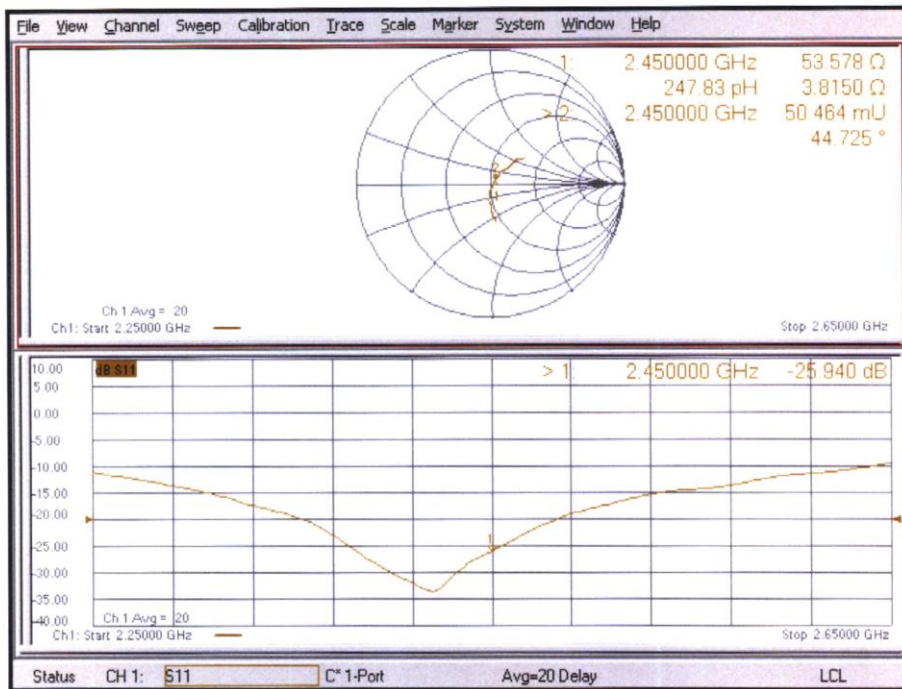 File View Channel Sweep Calibration Trace Scale Marker System Window Help
1: 2.450000 GHz 53.578 Ω
247.83 pH 3.8150 Ω
> 2: 2.450000 GHz 50.464 mU
44.725 °
2
1
Ch 1 Avg = 20
Ch1: Start 2.25000 GHz Stop 2.65000 GHz
10.00 dB S11 > 1: 2.450000 GHz -25.940 dB
5.00
0.00
-5.00
-10.00
-15.00
-20.00
-25.00 1
-30.00
-35.00
-40.00 Ch 1 Avg = 20
Ch1: Start 2.25000 GHz Stop 2.65000 GHz
Status CH 1: S11 C* 1-Port Avg=20 Delay LCL